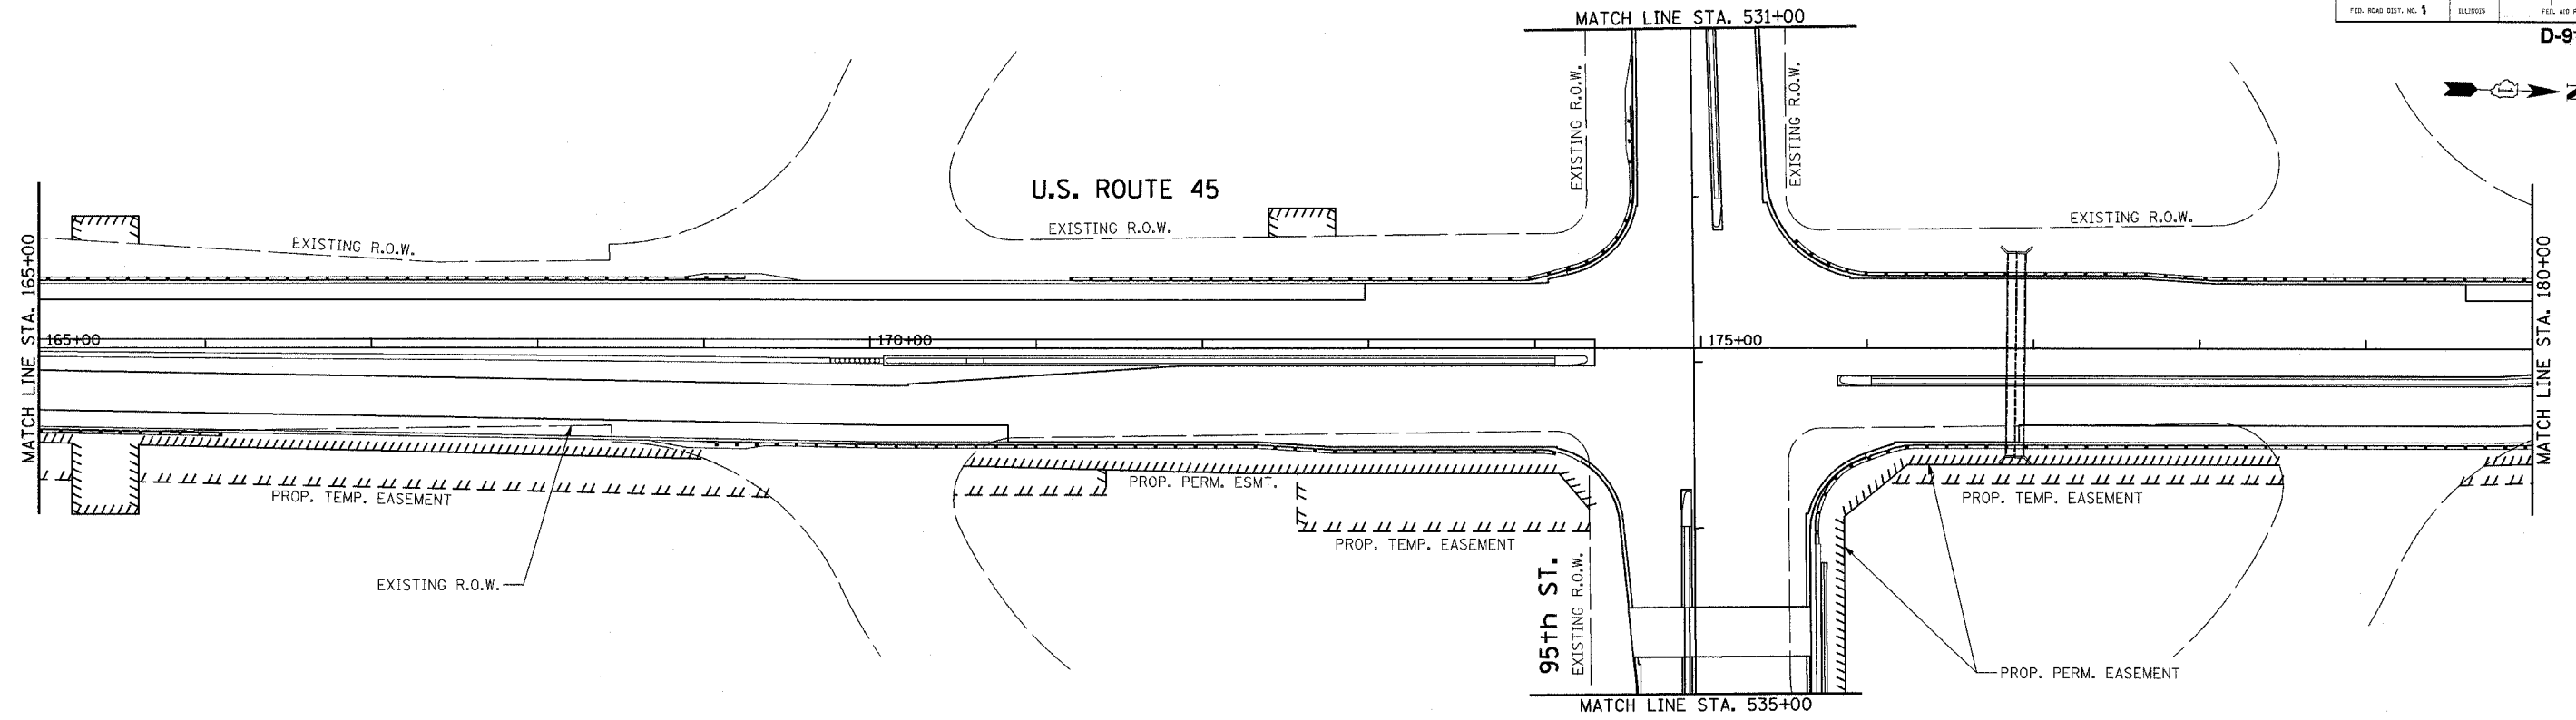 FED. ROAD DIST. NO. 1 ILLINOIS FED. AID P
D-91
N
MATCH LINE STA. 531+00
EXISTING R.O.W.
EXISTING R.O.W.
U.S. ROUTE 45
EXISTING R.O.W.
EXISTING R.O.W.
EXISTING R.O.W.
MATCH LINE STA. 165+00
165+00
170+00
175+00
MATCH LINE STA. 180+00
PROP. TEMP. EASEMENT
PROP. PERM. ESMT.
PROP. TEMP. EASEMENT
PROP. TEMP. EASEMENT
EXISTING R.O.W.
95th ST.
EXISTING R.O.W.
PROP. PERM. EASEMENT
MATCH LINE STA. 535+00